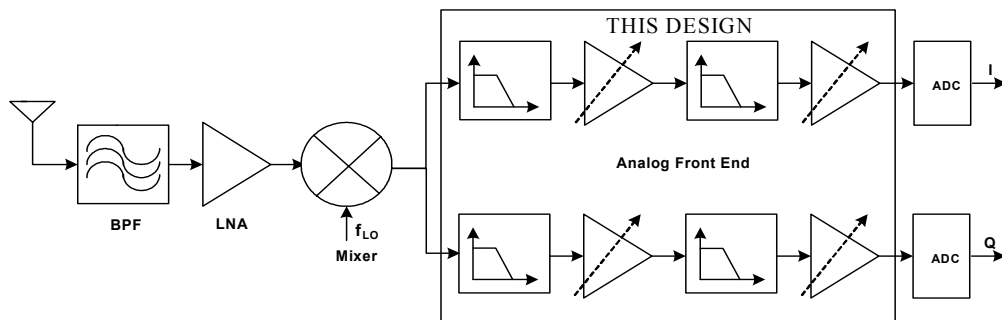 THIS DESIGN
I
ADC
Analog Front End
BPF
LNA
f_LO
Mixer
Q
ADC